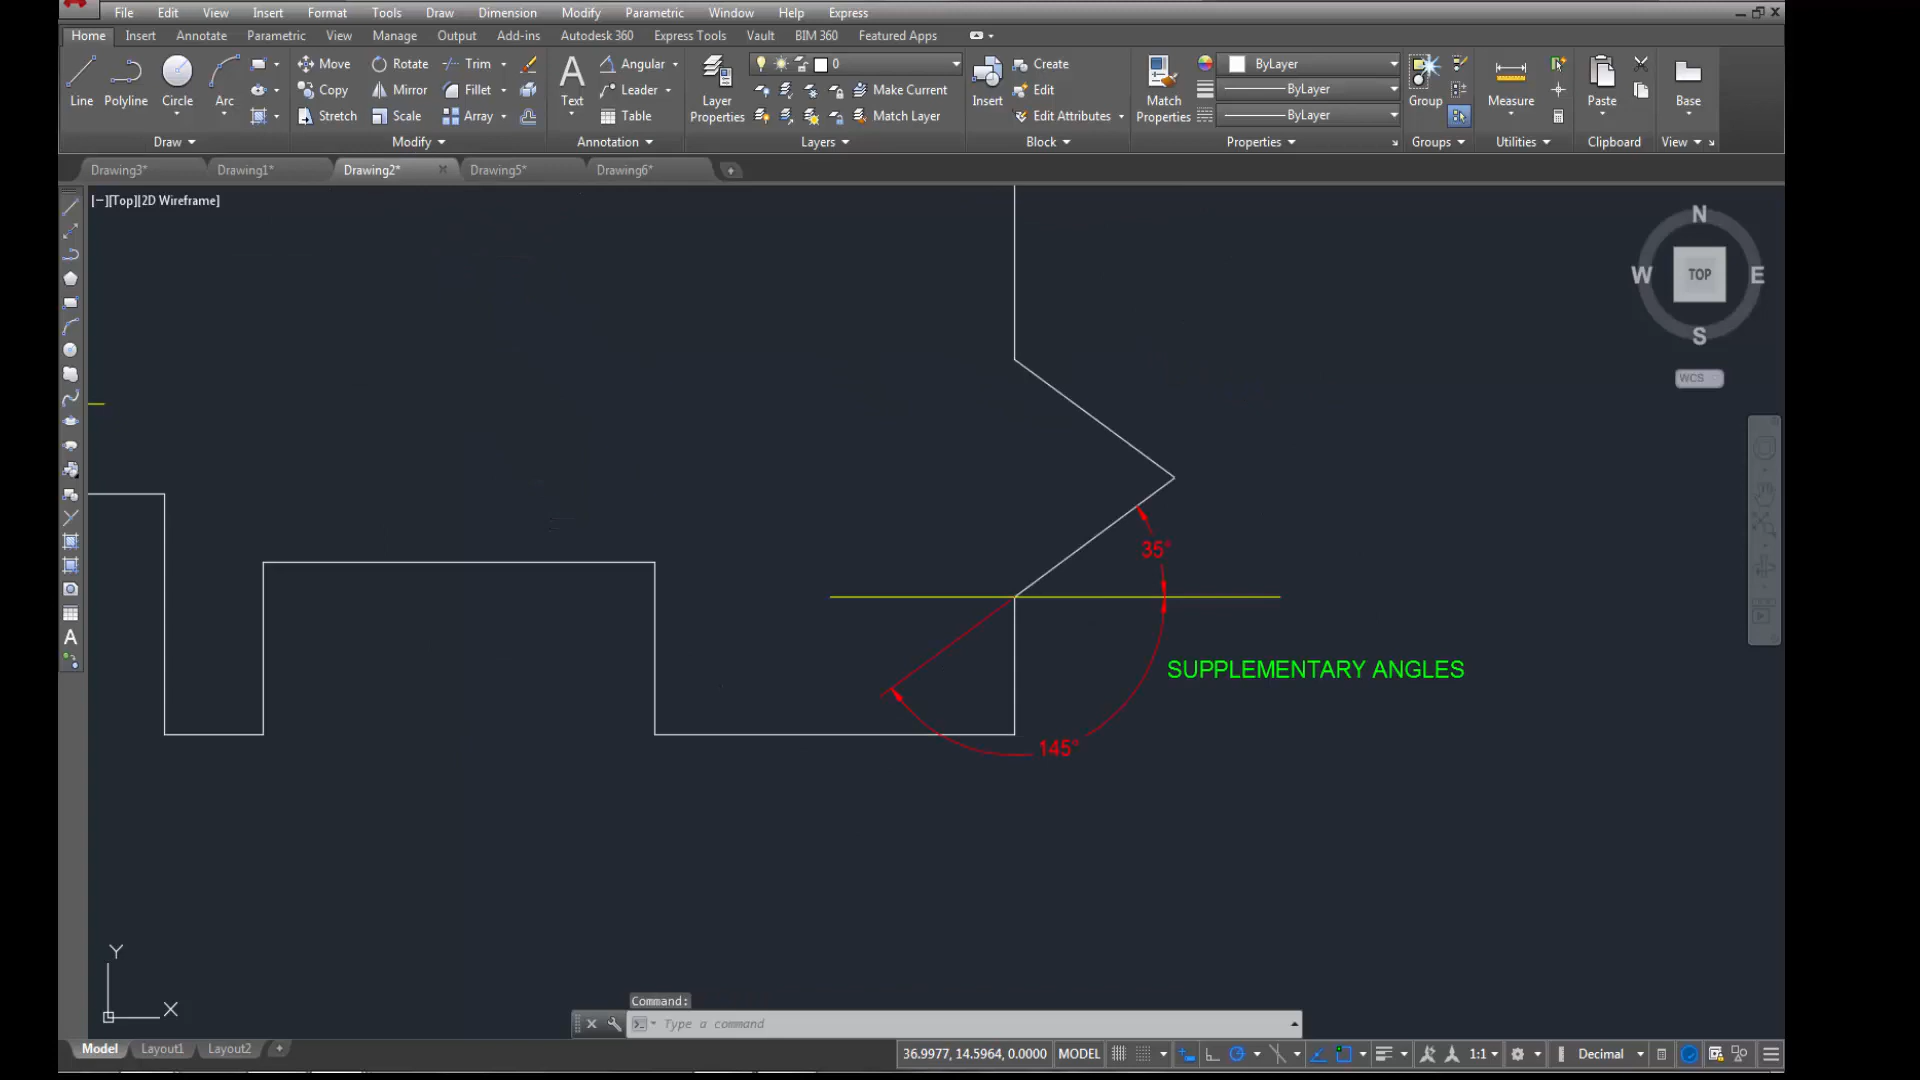 File Edit View Insert Format Tools Draw Dimension Modify Parametric Window Help Express
Home Insert Annotate Parametric View Manage Output Add-ins Autodesk 360 Express Tools Vault BIM 360 Featured Apps
Line Polyline Circle Arc
Draw
Move Rotate Trim
Copy Mirror Fillet
Stretch Scale Array
Modify
Text
Angular
Leader
Table
Annotation
Layer Properties
0
Make Current
Match Layer
Layers
Insert
Create
Edit
Edit Attributes
Block
Match Properties
ByLayer
ByLayer
ByLayer
Properties
Group
Groups
Measure
Utilities
Paste
Clipboard
Base
View
Drawing3* Drawing1* Drawing2* Drawing5* Drawing6*
[−][Top][2D Wireframe]
N
W TOP E
S
WCS
35°
SUPPLEMENTARY ANGLES
145°
A
Y
X
Command:
Type a command
Model Layout1 Layout2
36.9977, 14.5964, 0.0000 MODEL 1:1 Decimal